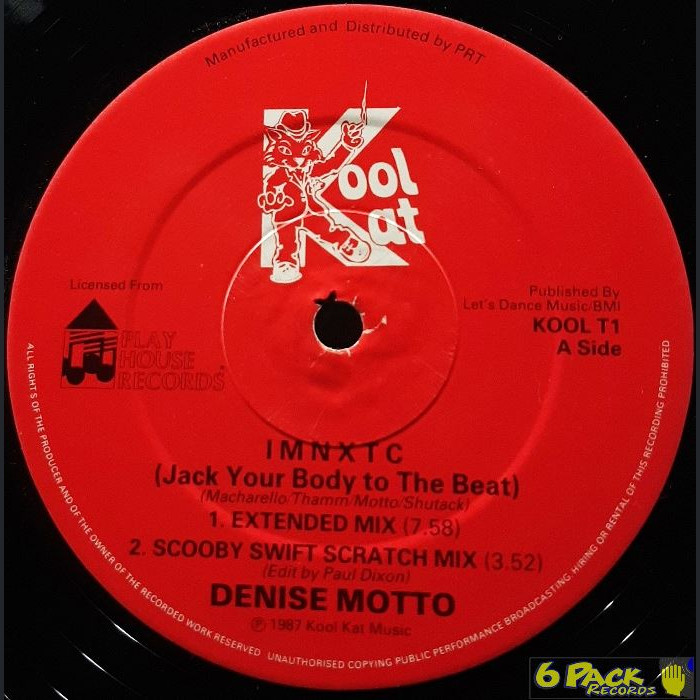 Manufactured and Distributed by PRT
Kool
Kat
Licensed From
PLAY
HOUSE
RECORDS
Published By
Let's Dance Music/BMI
KOOL T1
A Side
I M N X T C
(Jack Your Body to The Beat)
(Macharello/Thamm/Motto/Shutack)
1. EXTENDED MIX (7.58)
2. SCOOBY SWIFT SCRATCH MIX (3.52)
(Edit by Paul Dixon)
DENISE MOTTO
Ⓟ 1987 Kool Kat Music
ALL RIGHTS OF THE PRODUCER AND OF THE OWNER OF THE RECORDED WORK RESERVED UNAUTHORISED COPYING PUBLIC PERFORMANCE BROADCASTING, HIRING OR RENTAL OF THIS RECORDING PROHIBITED
6 PACK
RECORDS